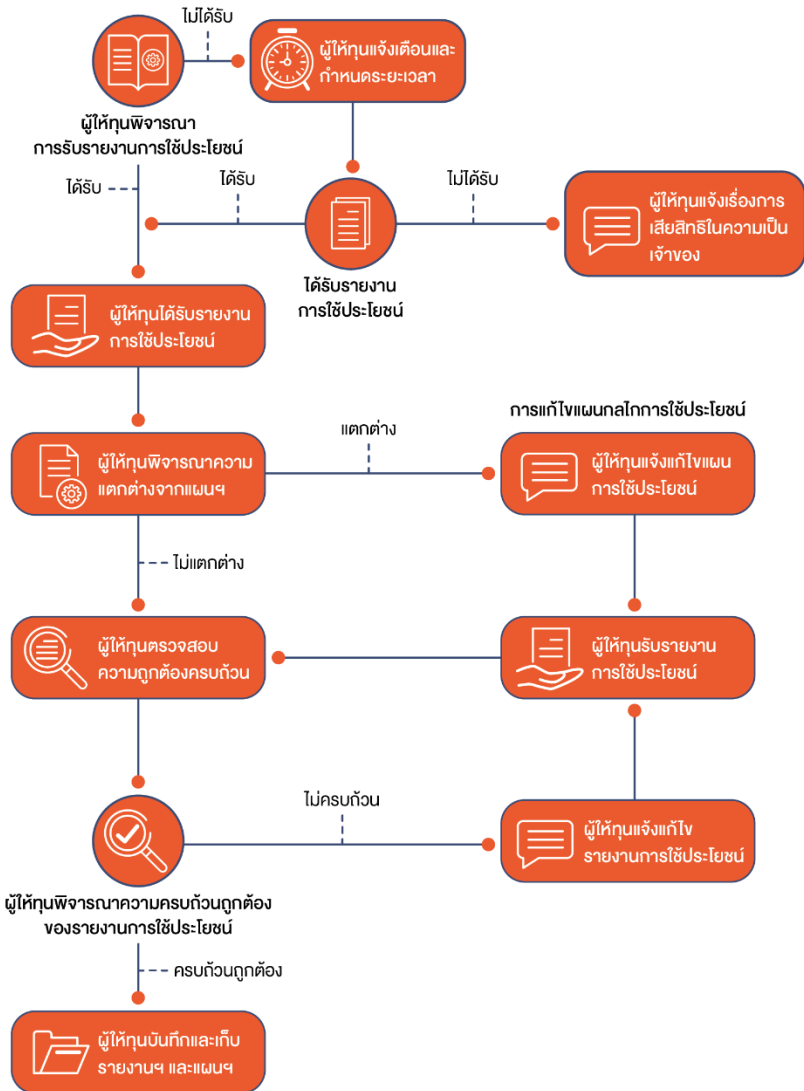 ไม่ได้รับ
ผู้ให้ทุนแจ้งเตือนและ
กำหนดระยะเวลา
ผู้ให้ทุนพิจารณา
การรับรายงานการใช้ประโยชน์
ได้รับ
ได้รับ
ไม่ได้รับ
ผู้ให้ทุนแจ้งเรื่องการ
เสียสิทธิในความเป็น
เจ้าของ
ได้รับรายงาน
การใช้ประโยชน์
ผู้ให้ทุนได้รับรายงาน
การใช้ประโยชน์
การแก้ไขแผนกลไกการใช้ประโยชน์
แตกต่าง
ผู้ให้ทุนพิจารณาความ
แตกต่างจากแผนฯ
ผู้ให้ทุนแจ้งแก้ไขแผน
การใช้ประโยชน์
ไม่แตกต่าง
ผู้ให้ทุนตรวจสอบ
ความถูกต้องครบถ้วน
ผู้ให้ทุนรับรายงาน
การใช้ประโยชน์
ไม่ครบถ้วน
ผู้ให้ทุนแจ้งแก้ไข
รายงานการใช้ประโยชน์
ผู้ให้ทุนพิจารณาความครบถ้วนถูกต้อง
ของรายงานการใช้ประโยชน์
ครบถ้วนถูกต้อง
ผู้ให้ทุนบันทึกและเก็บ
รายงานฯ และแผนฯ